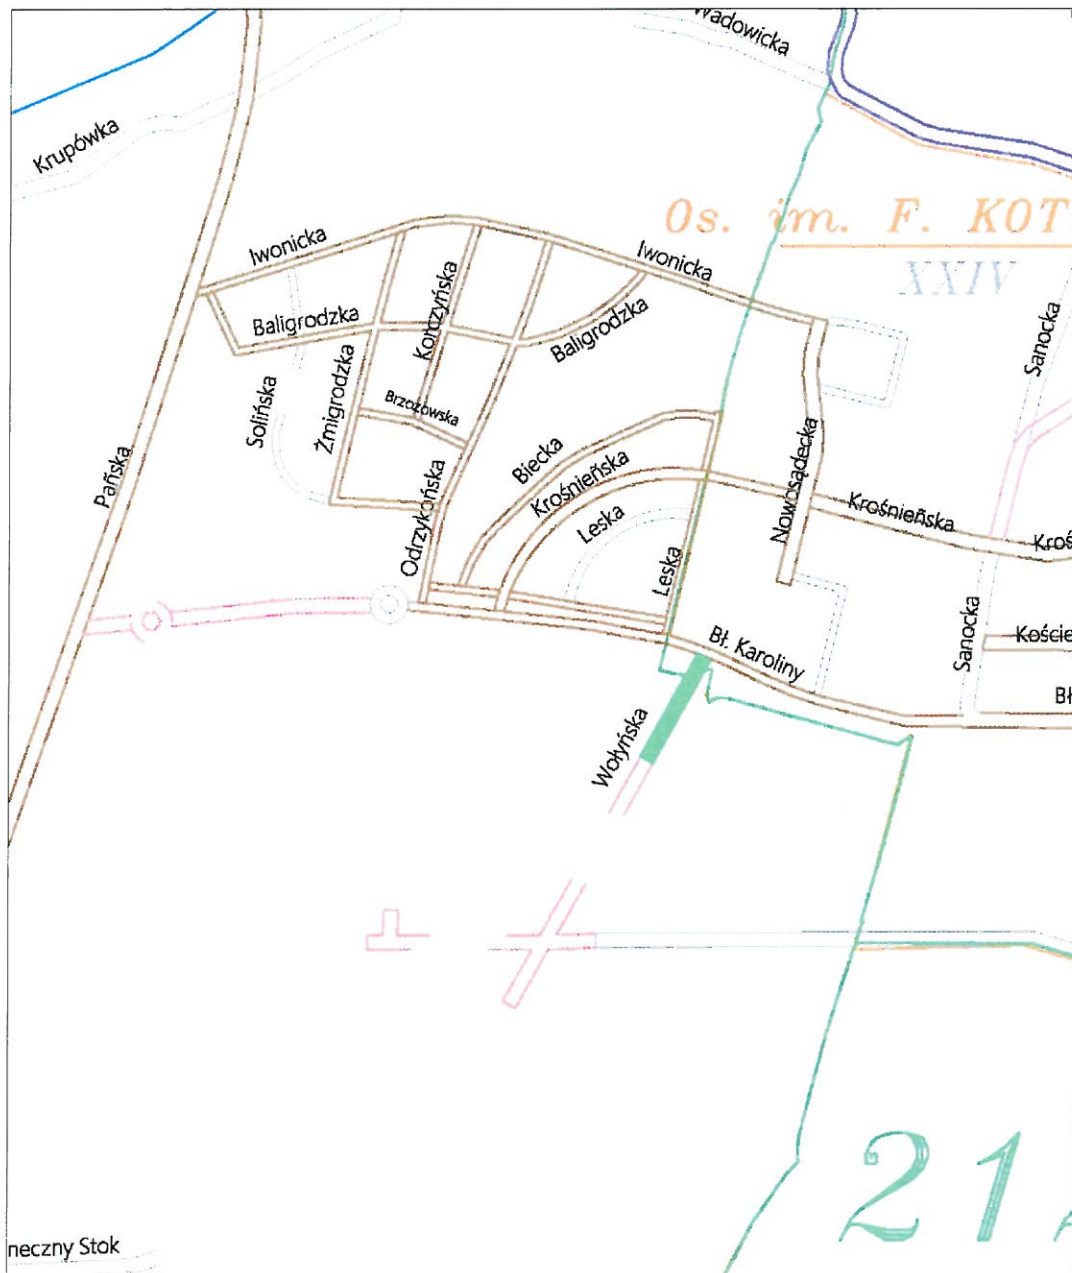 Wadowicka
Krupówka
Os. im. F. KOT
XXIV
Iwonicka
Iwonicka
Sanocka
Baligrodzka
Korczyńska
Baligrodzka
Solińska
Żmigrodzka
Brzozowska
Pańska
Biecka
Krośnieńska
Nowosądecka
Krośnieńska
Leska
Odrzykońska
Leska
Kroś
Sanocka
Koście
Bł. Karoliny
Bł
Wołyńska
21
neczny Stok